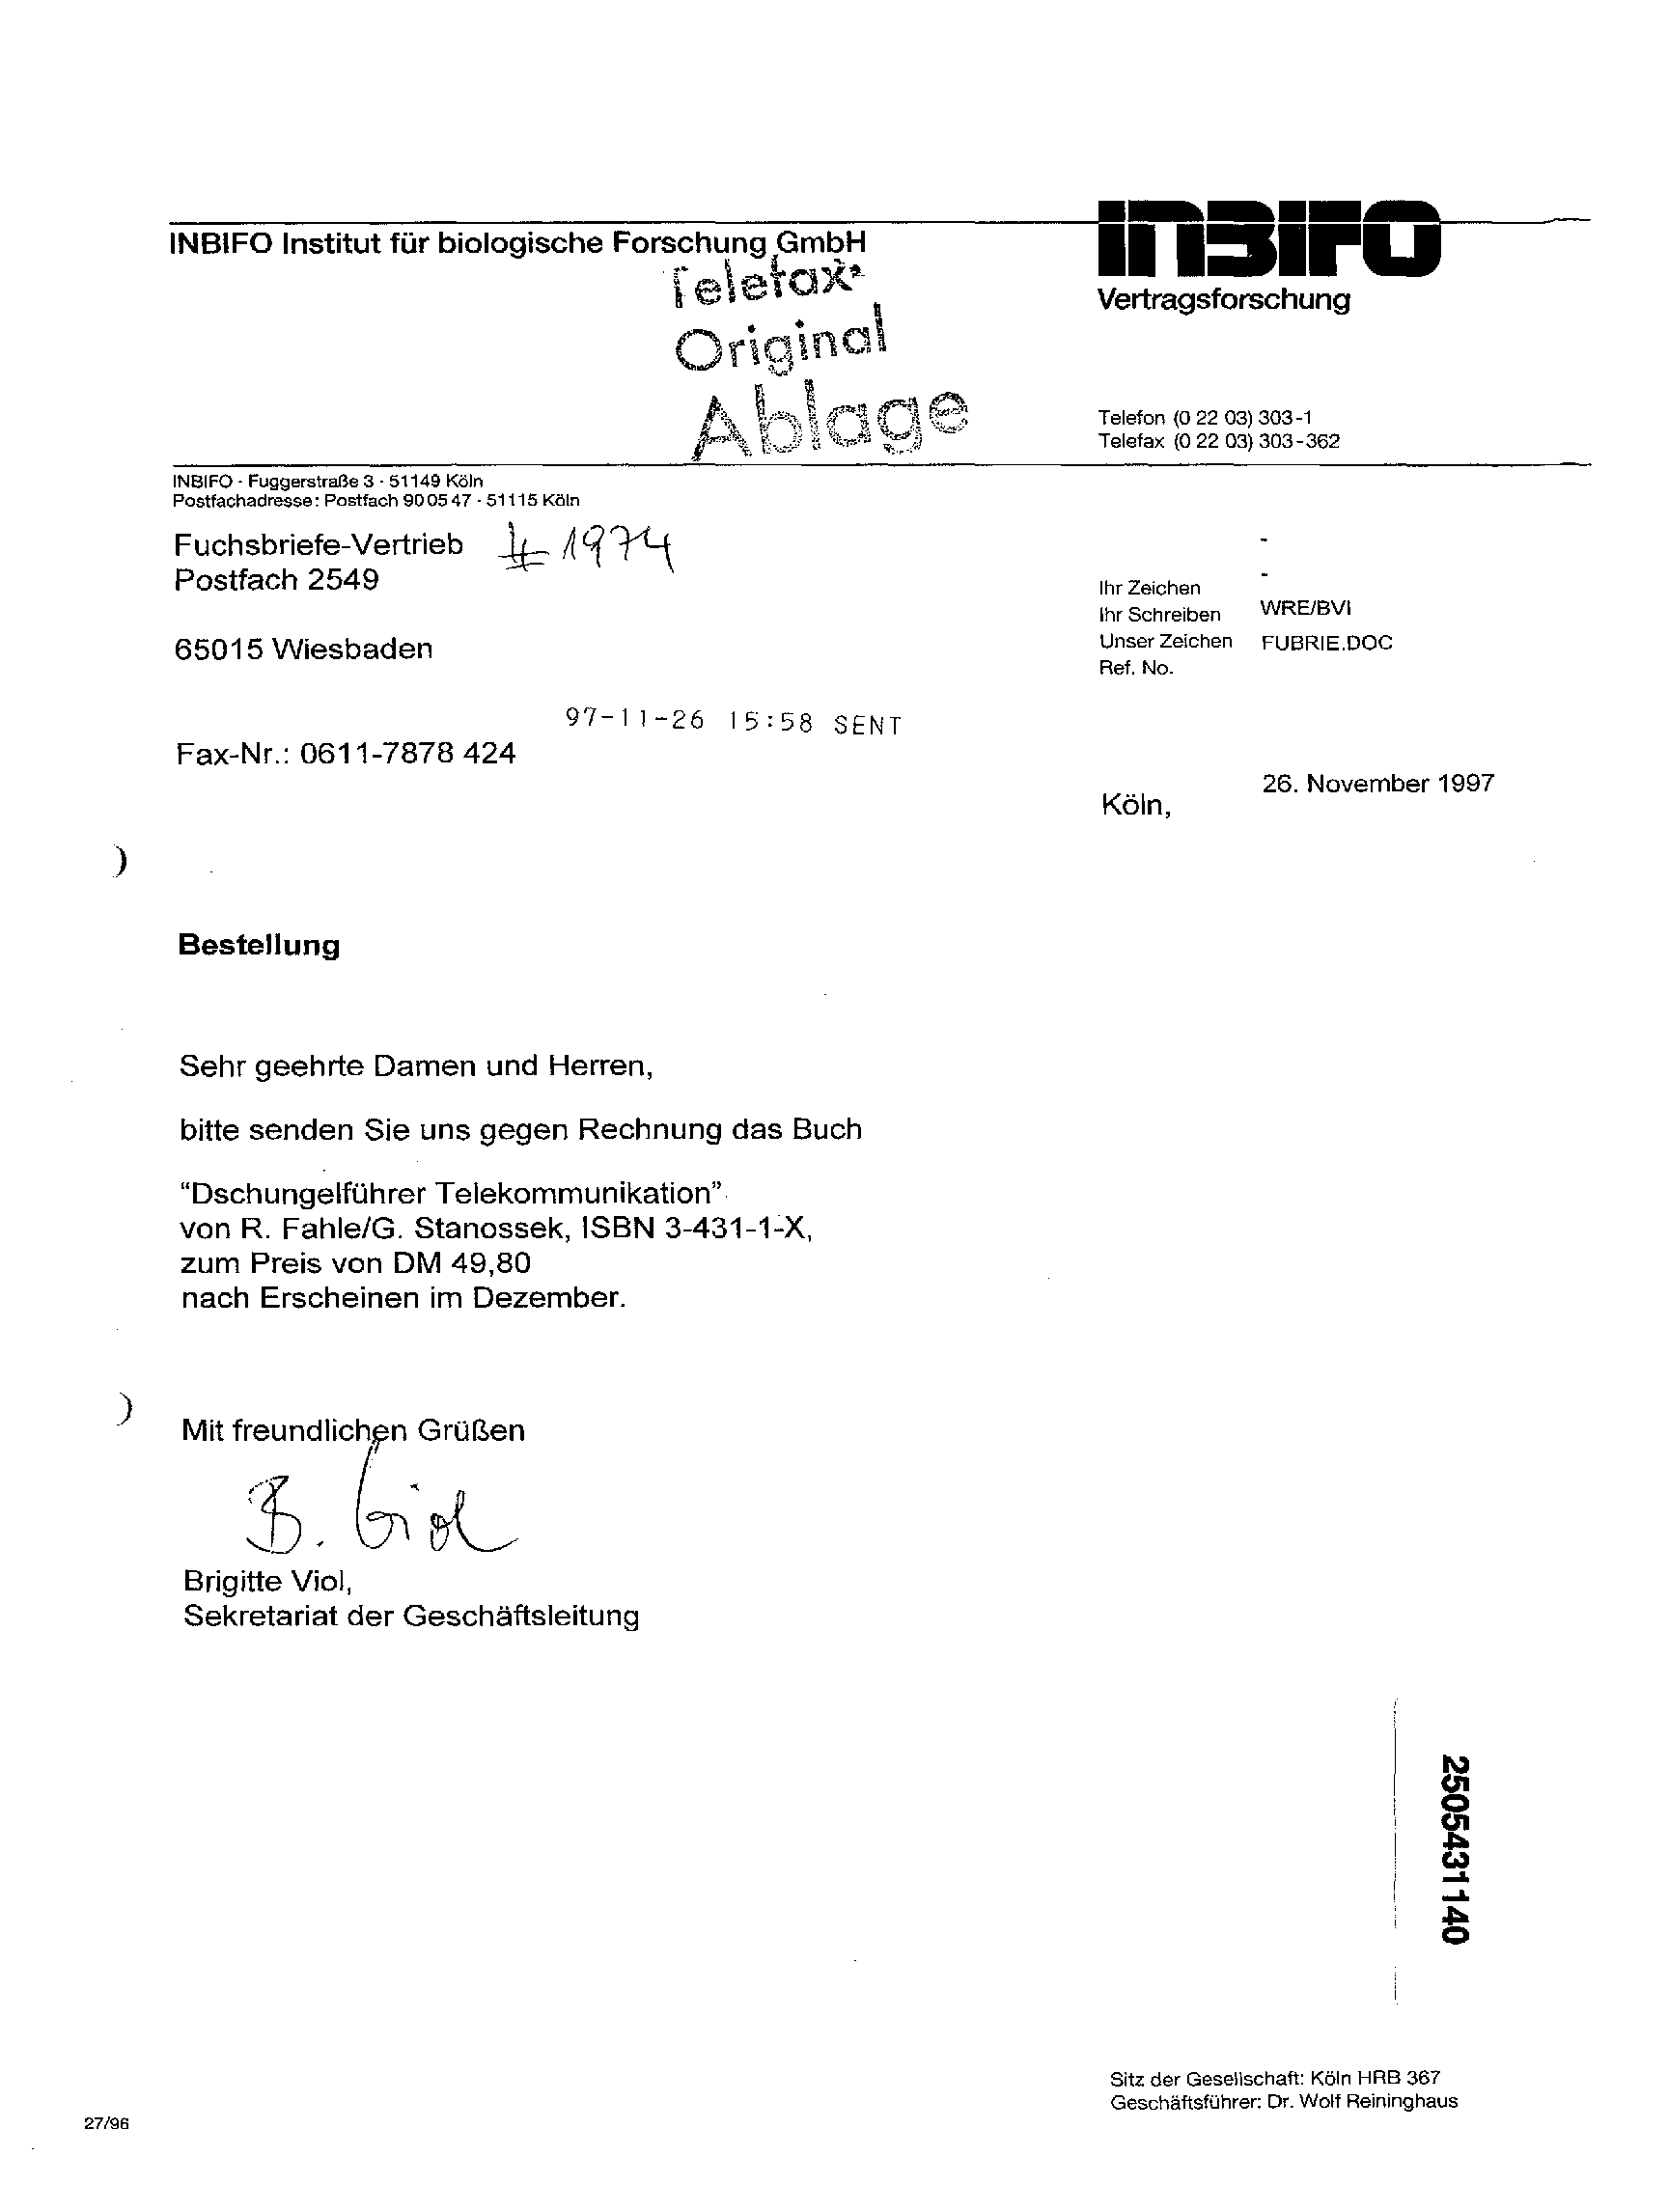 INBIFO Institut für biologische Forschung GmbH
INBIFO
Vertragsforschung
Telefax
Original
Ablage
Telefon (0 22 03) 303-1
Telefax (0 22 03) 303-362
INBIFO - Fuggerstraße 3 - 51149 Köln
Postfachadresse: Postfach 90 05 47 - 51115 Köln
Fuchsbriefe-Vertrieb # 1974
Postfach 2549
65015 Wiesbaden
-
-
Ihr Zeichen
Ihr Schreiben WRE/BVI
Unser Zeichen FUBRIE.DOC
Ref. No.
97-11-26 15:58 SENT
Fax-Nr.: 0611-7878 424
26. November 1997
Köln,
Bestellung
Sehr geehrte Damen und Herren,
bitte senden Sie uns gegen Rechnung das Buch
“Dschungelführer Telekommunikation”
von R. Fahle/G. Stanossek, ISBN 3-431-1-X,
zum Preis von DM 49,80
nach Erscheinen im Dezember.
Mit freundlichen Grüßen
B. Viol
Brigitte Viol,
Sekretariat der Geschäftsleitung
2505431140
Sitz der Gesellschaft: Köln HRB 367
Geschäftsführer: Dr. Wolf Reininghaus
27/96